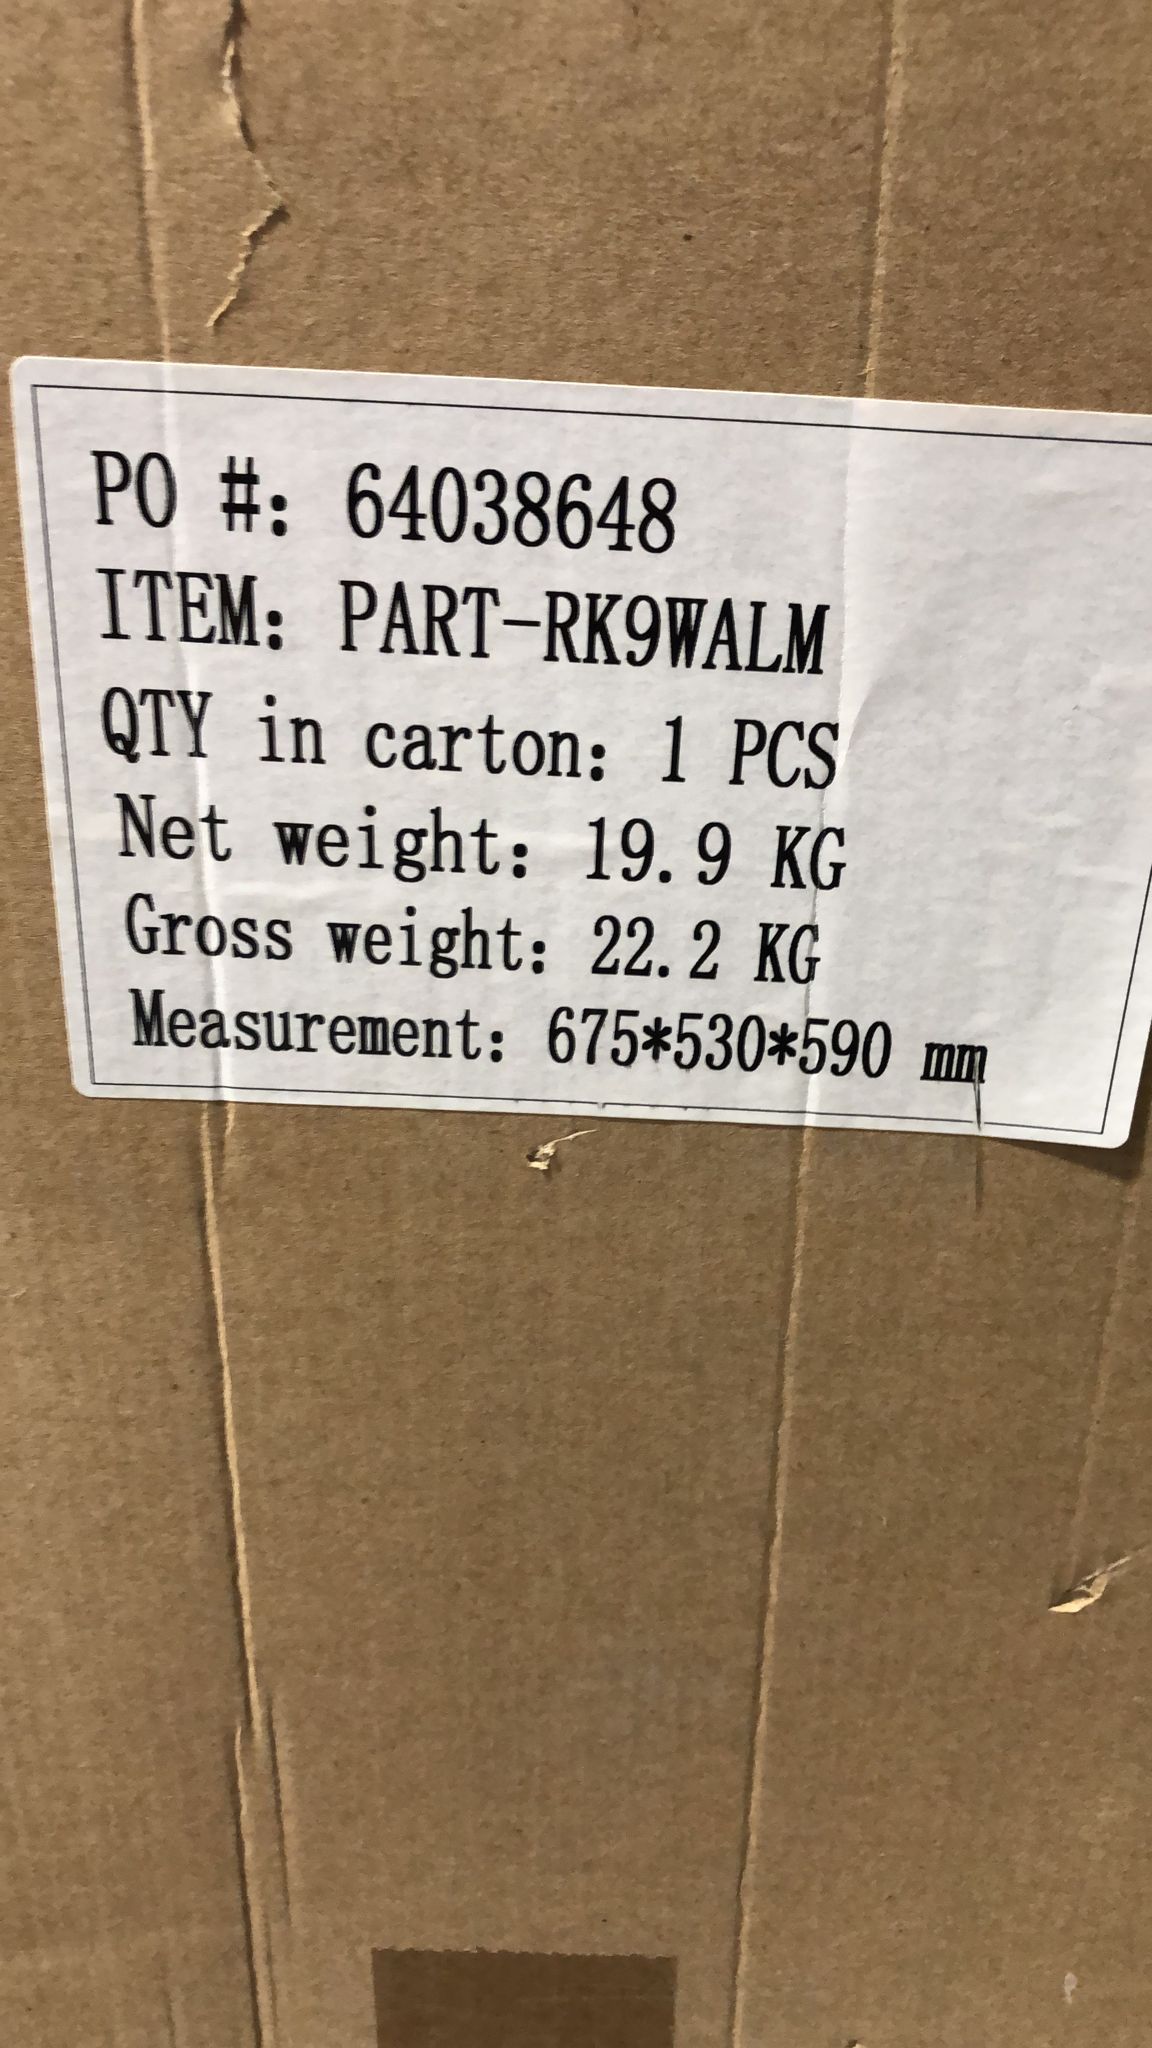 PO #: 64038648
ITEM: PART-RK9WALM
QTY in carton: 1 PCS
Net weight: 19.9 KG
Gross weight: 22.2 KG
Measurement: 675*530*590 mm